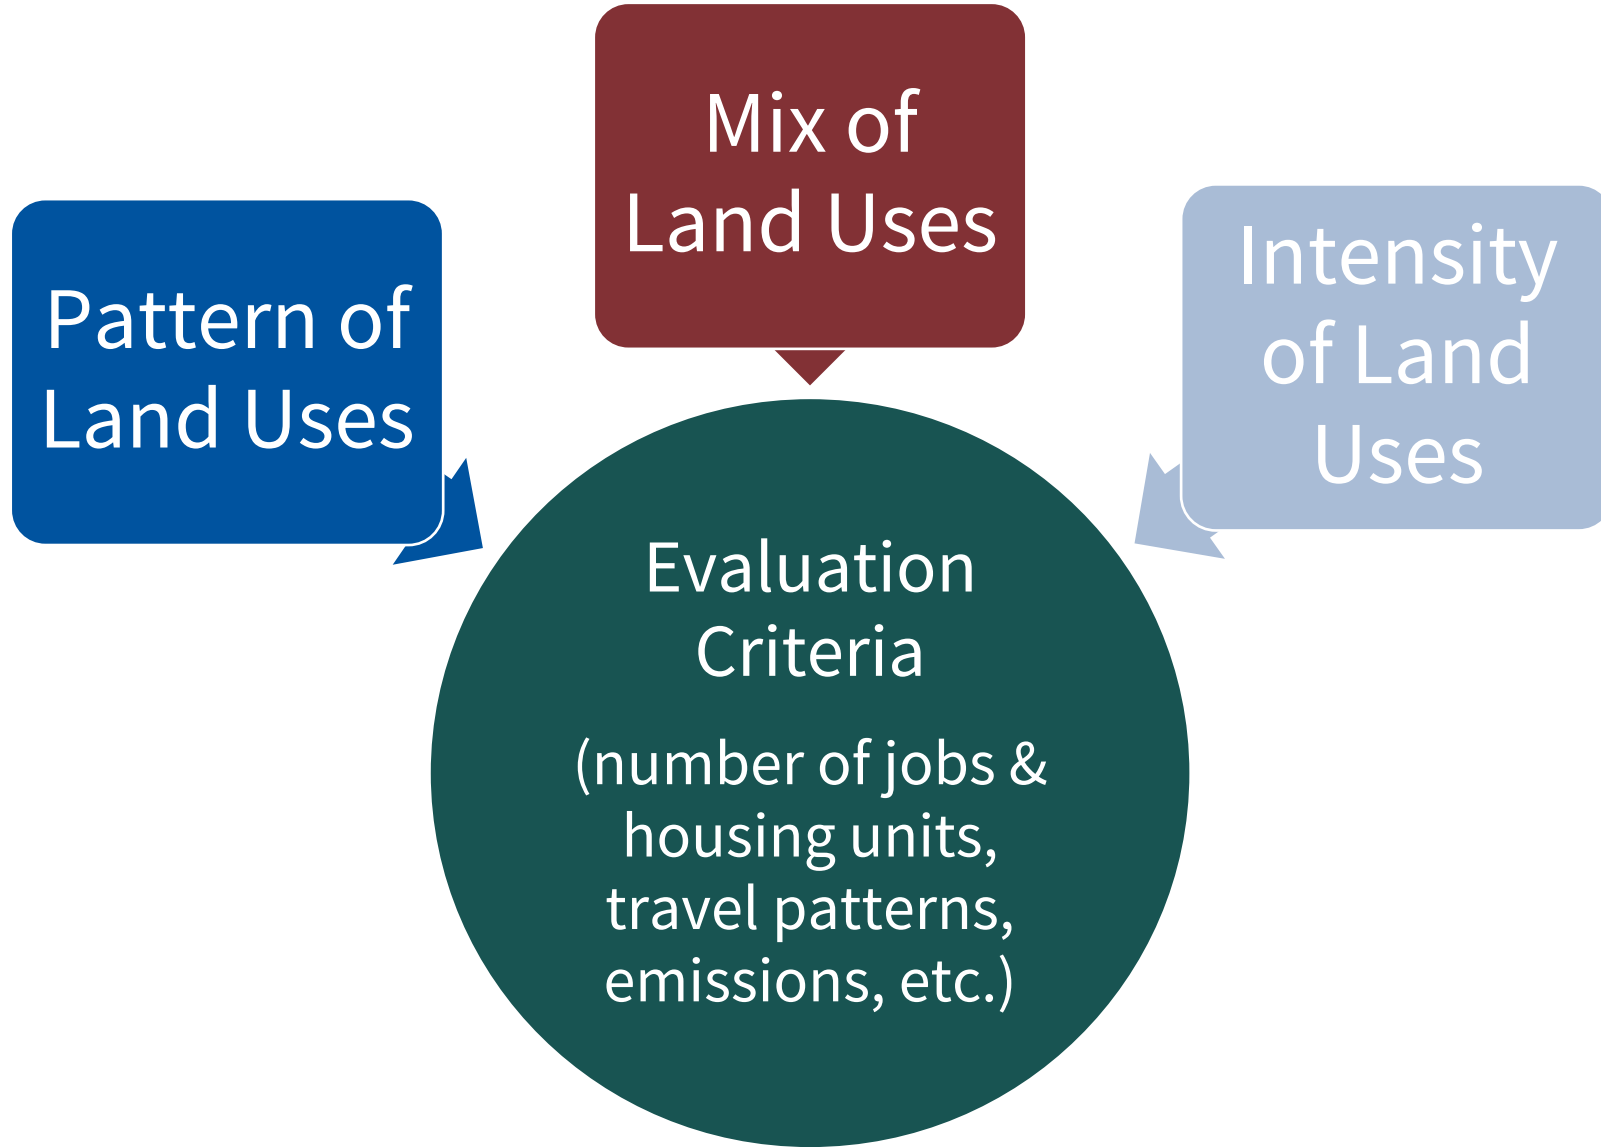 Mix of
Land Uses
Pattern of
Land Uses
Intensity
of Land
Uses
Evaluation
Criteria
(number of jobs &
housing units,
travel patterns,
emissions, etc.)